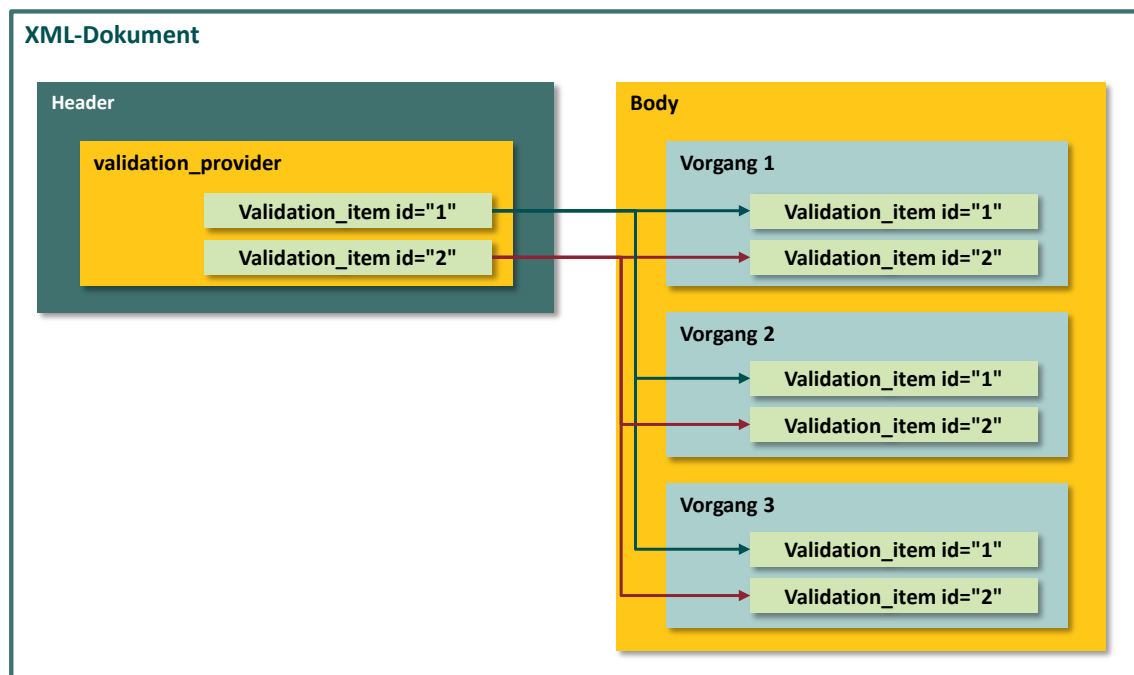 XML-Dokument
Header
validation_provider
Validation_item id="1"
Validation_item id="2"
Body
Vorgang 1
Validation_item id="1"
Validation_item id="2"
Vorgang 2
Validation_item id="1"
Validation_item id="2"
Vorgang 3
Validation_item id="1"
Validation_item id="2"